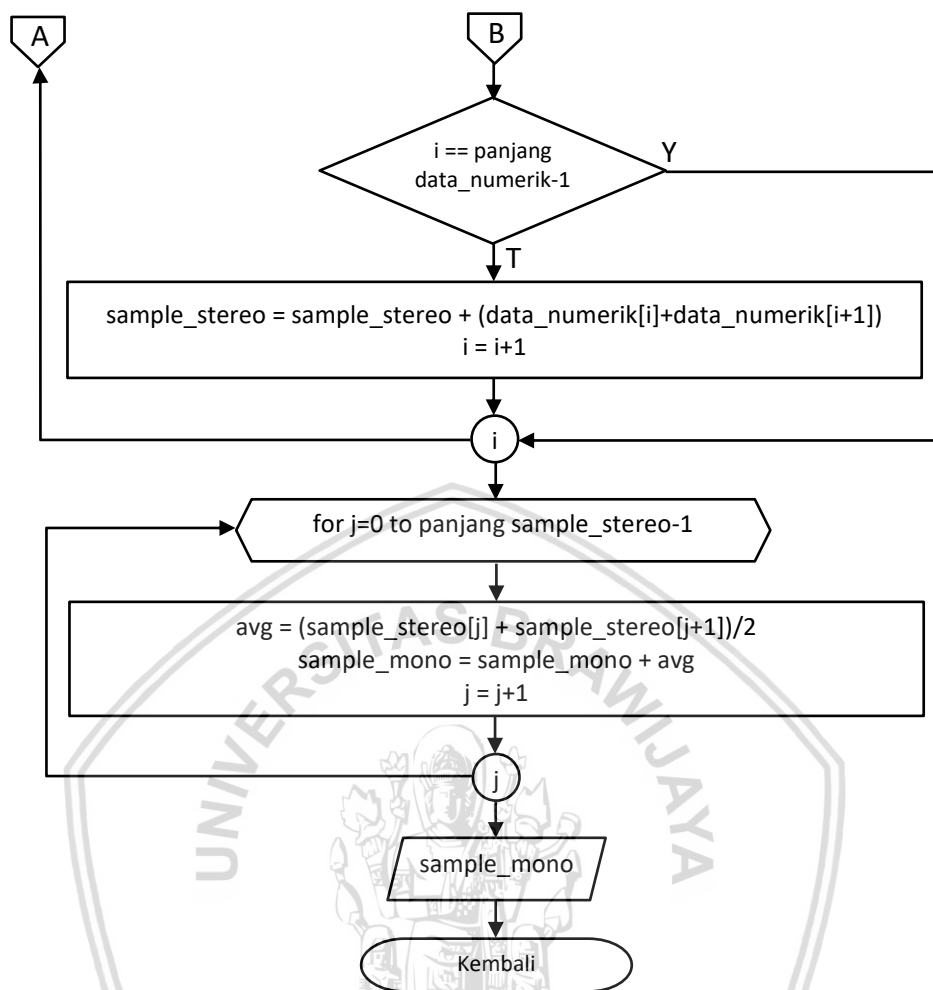 A
B
i == panjang
data_numerik-1
Y
T
sample_stereo = sample_stereo + (data_numerik[i]+data_numerik[i+1])
i = i+1
i
for j=0 to panjang sample_stereo-1
avg = (sample_stereo[j] + sample_stereo[j+1])/2
sample_mono = sample_mono + avg
j = j+1
j
sample_mono
Kembali
UNIVERSITAS BRAWIJAYA